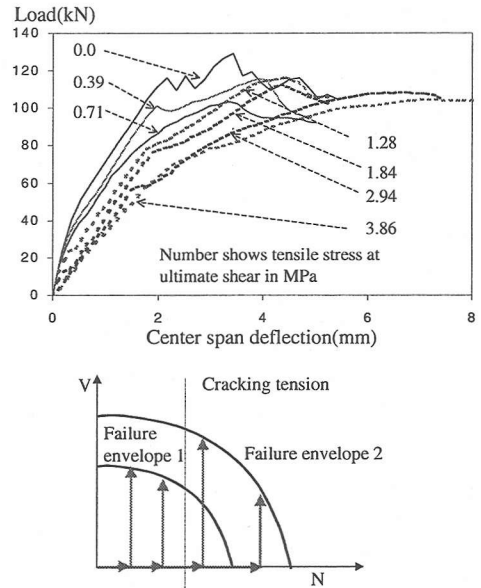 Load(kN)
140
120
100
80
60
40
20
0
0.0
0.39
0.71
1.28
1.84
2.94
3.86
Number shows tensile stress at
ultimate shear in MPa
0 2 4 6 8
Center span deflection(mm)
V
Cracking tension
Failure
envelope 1
Failure envelope 2
N